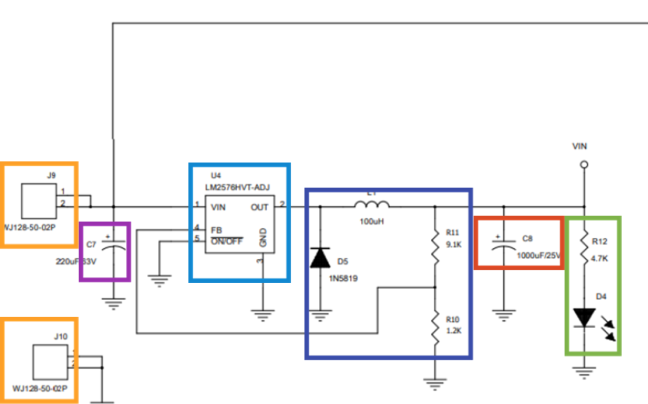 VIN
J9
1
2
WJ128-50-02P
U4
LM2576HVT-ADJ
1
VIN
OUT
2
4
FB
5
ON/OFF
GND
3
+
C7
220uF/63V
100uH
D5
1N5819
R11
9.1K
R10
1.2K
+
C8
1000uF/25V
R12
4.7K
D4
J10
1
WJ128-50-02P